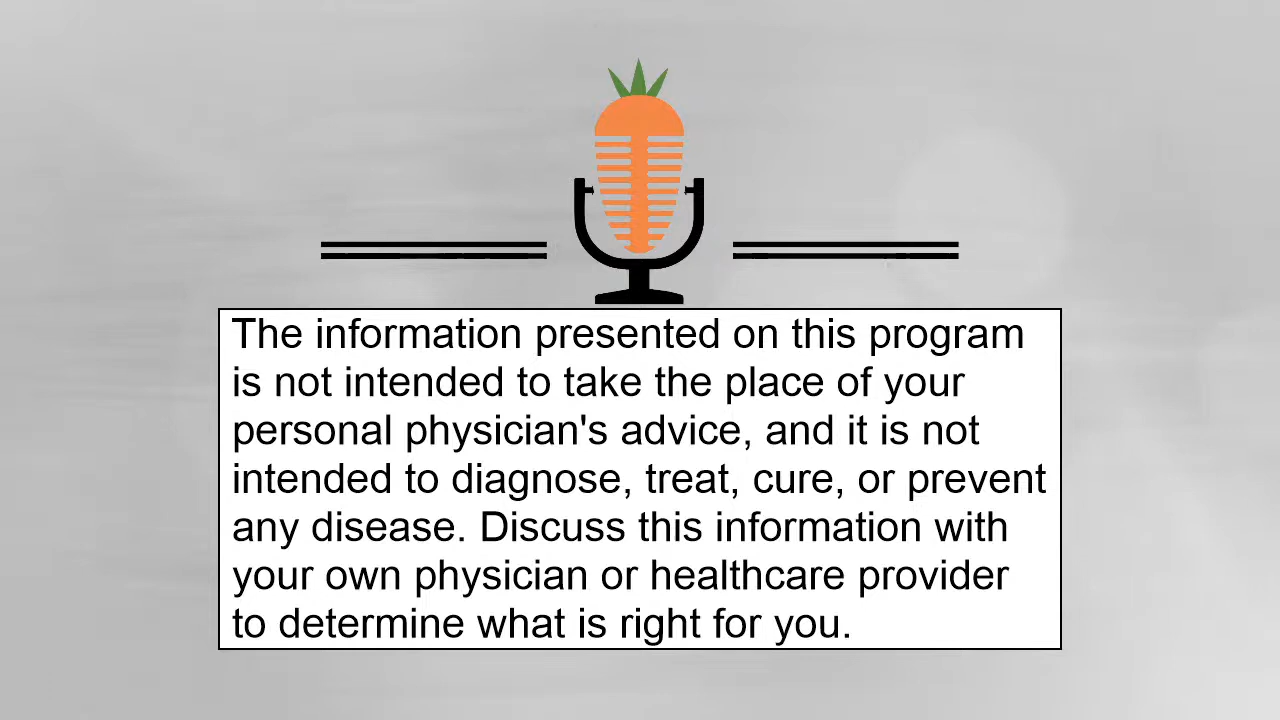 The information presented on this program
is not intended to take the place of your
personal physician's advice, and it is not
intended to diagnose, treat, cure, or prevent
any disease. Discuss this information with
your own physician or healthcare provider
to determine what is right for you.